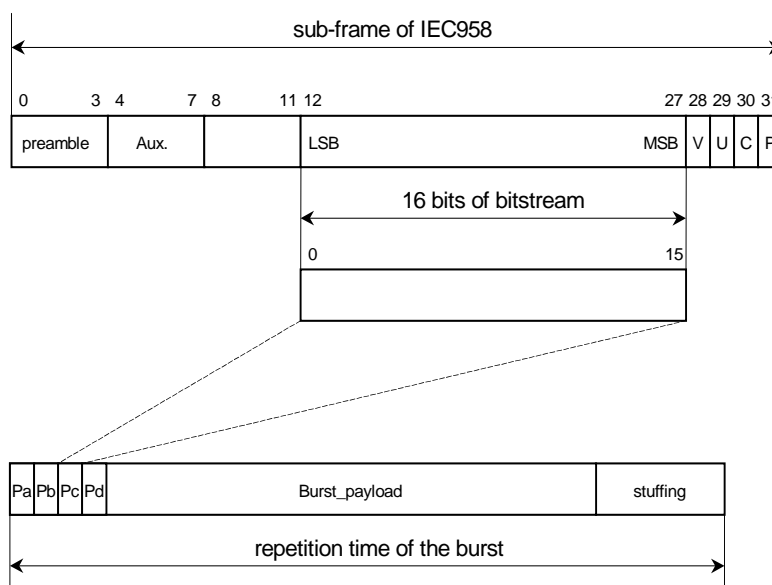 sub-frame of IEC958
0 3 4 7 8 11 12 27 28 29 30 31
preamble Aux. LSB MSB V U C P
16 bits of bitstream
0 15
Pa Pb Pc Pd Burst_payload stuffing
repetition time of the burst